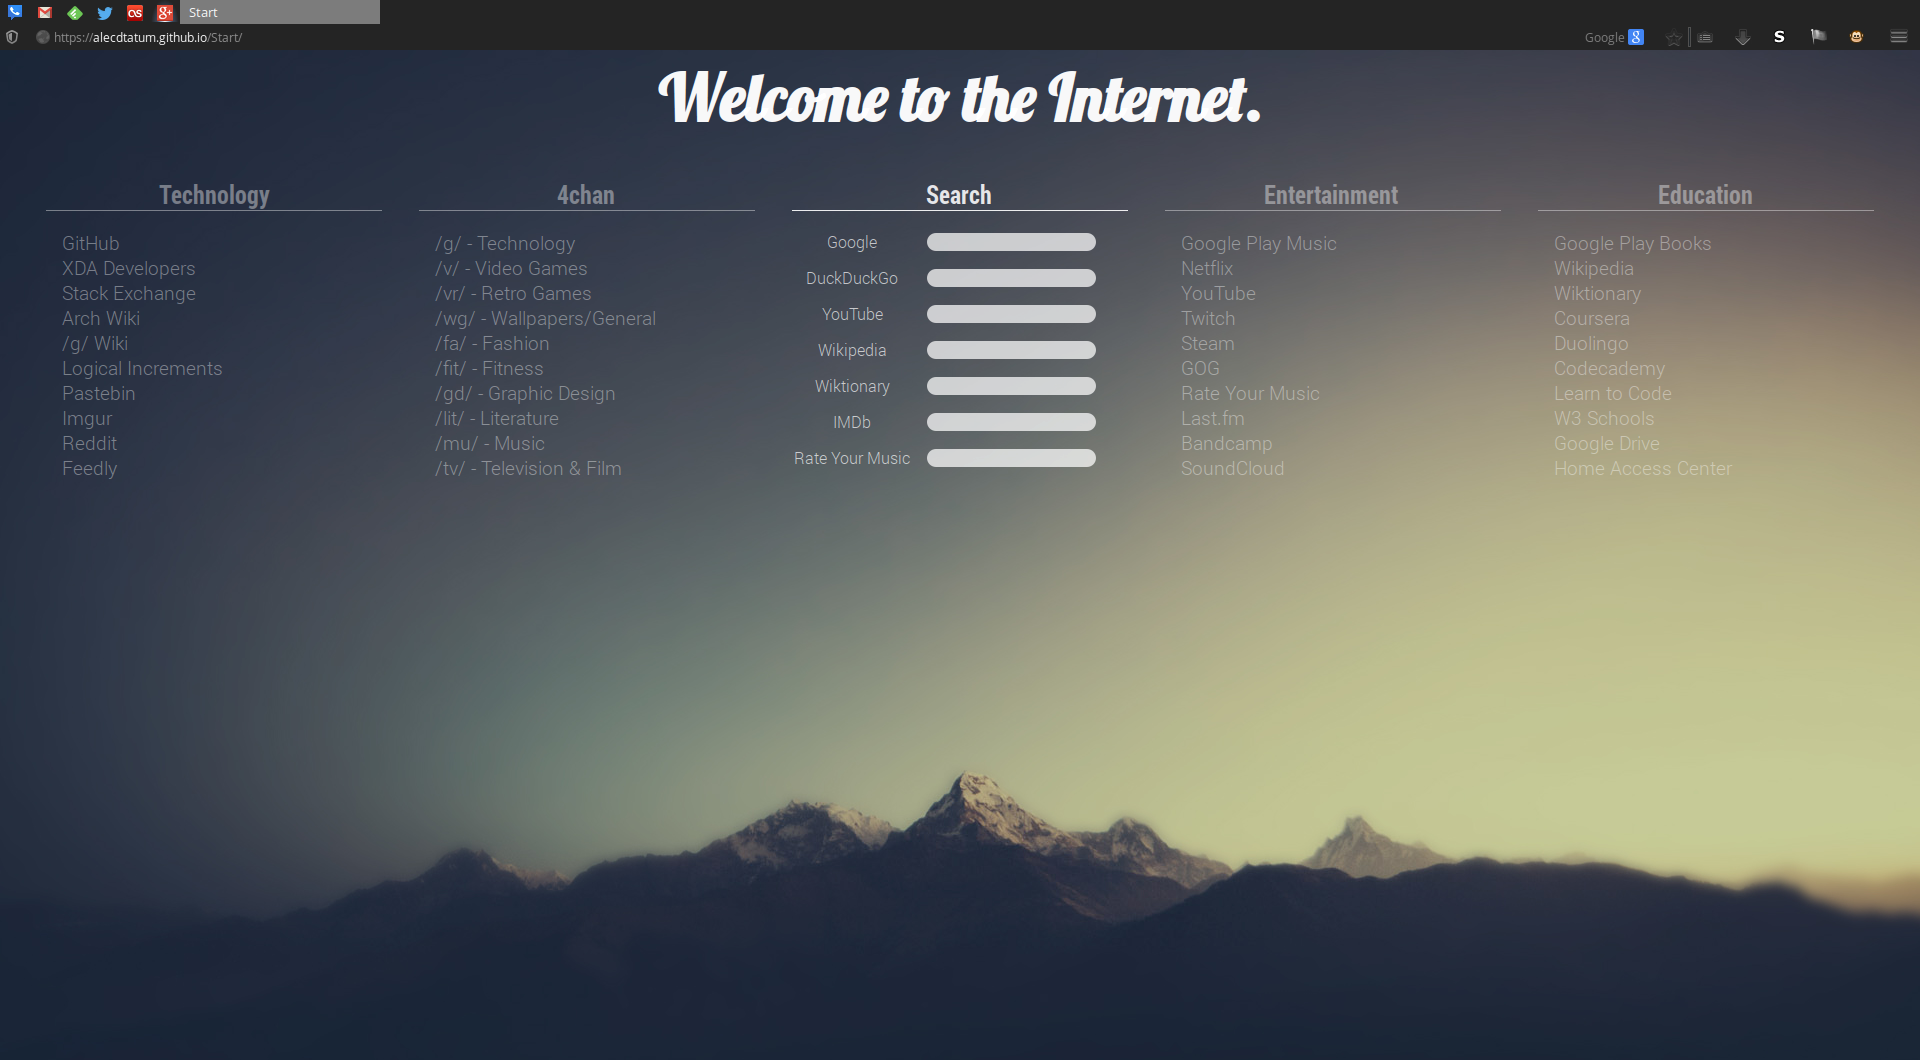 Start
https://alecdtatum.github.io/Start/
Google
Welcome to the Internet.
Technology
GitHub
XDA Developers
Stack Exchange
Arch Wiki
/g/ Wiki
Logical Increments
Pastebin
Imgur
Reddit
Feedly
4chan
/g/ - Technology
/v/ - Video Games
/vr/ - Retro Games
/wg/ - Wallpapers/General
/fa/ - Fashion
/fit/ - Fitness
/gd/ - Graphic Design
/lit/ - Literature
/mu/ - Music
/tv/ - Television & Film
Search
Google
DuckDuckGo
YouTube
Wikipedia
Wiktionary
IMDb
Rate Your Music
Entertainment
Google Play Music
Netflix
YouTube
Twitch
Steam
GOG
Rate Your Music
Last.fm
Bandcamp
SoundCloud
Education
Google Play Books
Wikipedia
Wiktionary
Coursera
Duolingo
Codecademy
Learn to Code
W3 Schools
Google Drive
Home Access Center